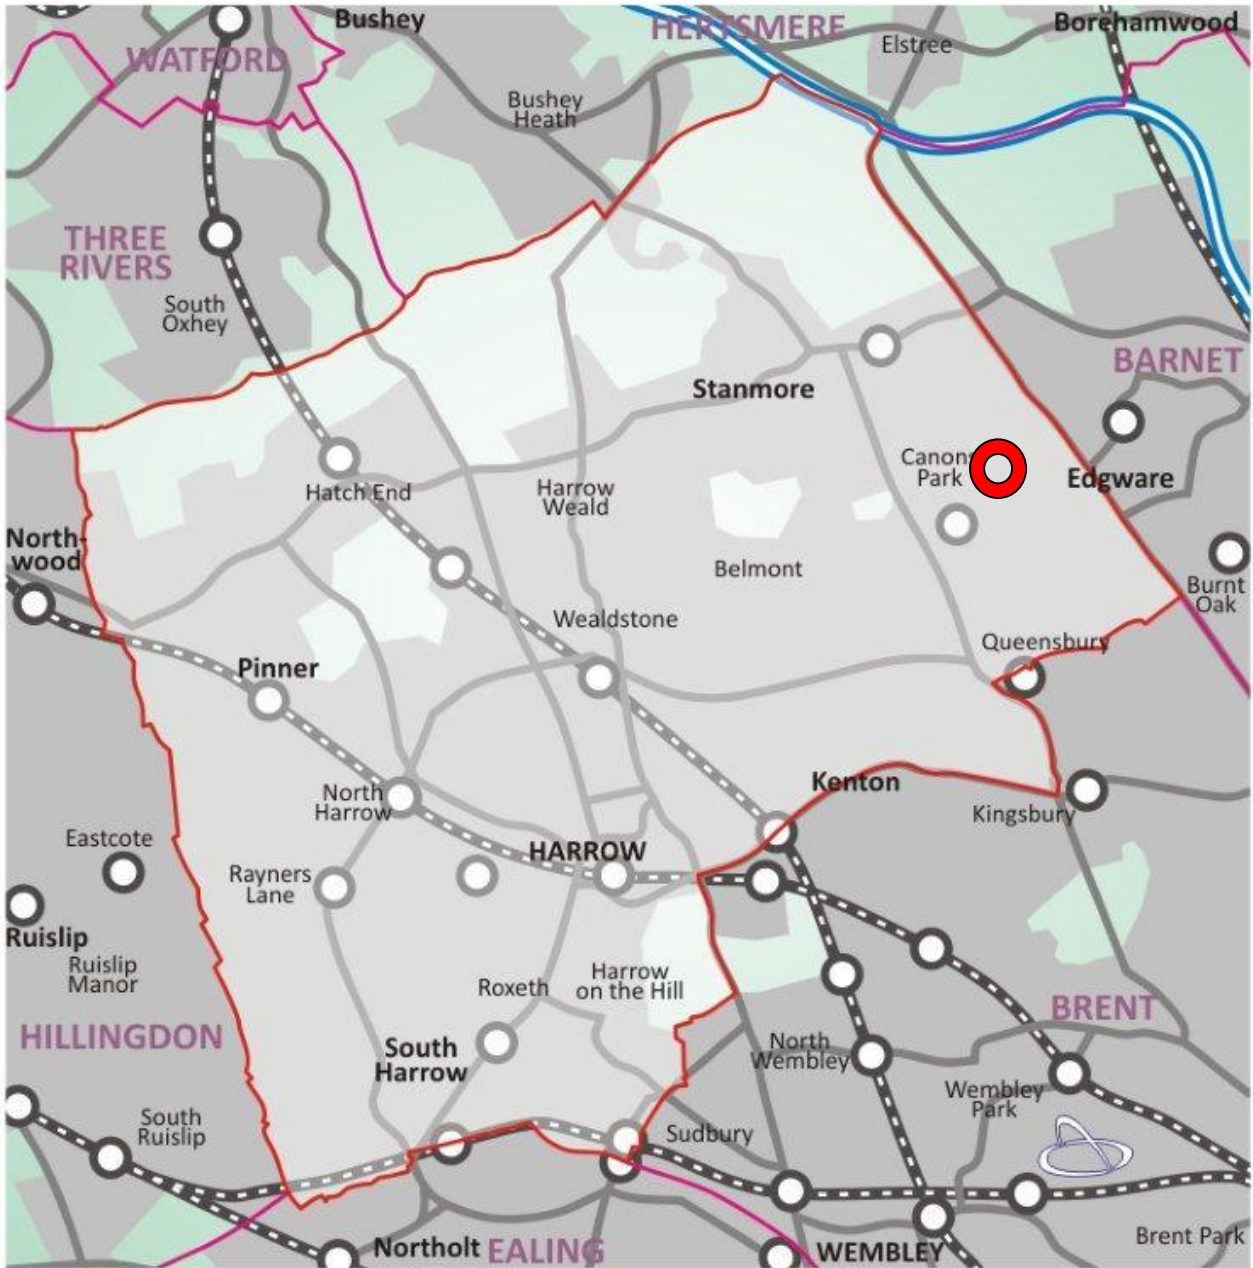 Bushey
HERTSMERE
Borehamwood
Elstree
WATFORD
Bushey
Heath
THREE
RIVERS
South
Oxhey
BARNET
Stanmore
Canons
Park
Edgware
Hatch End
Harrow
Weald
North-
wood
Belmont
Burnt
Oak
Wealdstone
Queensbury
Pinner
Kenton
North
Harrow
Kingsbury
Eastcote
HARROW
Rayners
Lane
Ruislip
Ruislip
Manor
Roxeth
Harrow
on the Hill
BRENT
HILLINGDON
South
Harrow
North
Wembley
Wembley
Park
South
Ruislip
Sudbury
Northolt
EALING
WEMBLEY
Brent Park